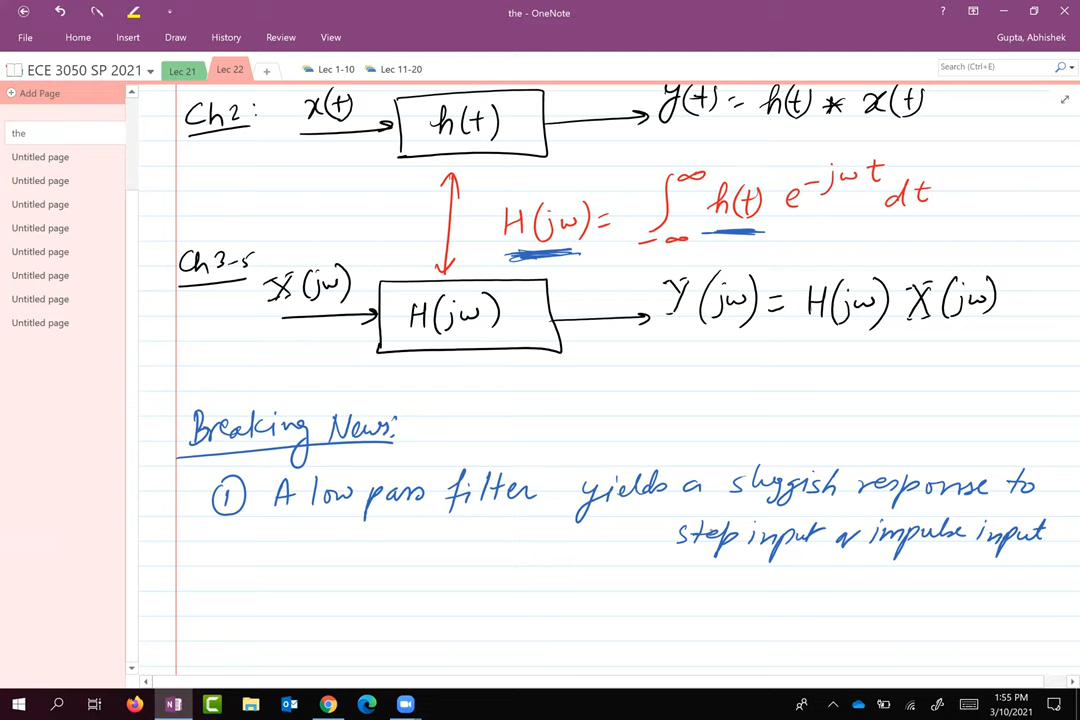 the - OneNote
? Gupta, Abhishek
File Home Insert Draw History Review View
ECE 3050 SP 2021 Lec 21 Lec 22 + Lec 1-10 Lec 11-20 Search (Ctrl+E)
Add Page
the
Untitled page
Untitled page
Untitled page
Untitled page
Untitled page
Untitled page
Untitled page
Untitled page
Ch2: x(t) h(t) y(t) = h(t) * x(t)
H(jω) = ∫_{-∞}^{∞} h(t) e^{-jωt} dt
Ch3-5 X(jω) H(jω) Y(jω) = H(jω) X(jω)
Breaking News:
① A low pass filter yields a sluggish response to
step input or impulse input
1:55 PM
3/10/2021